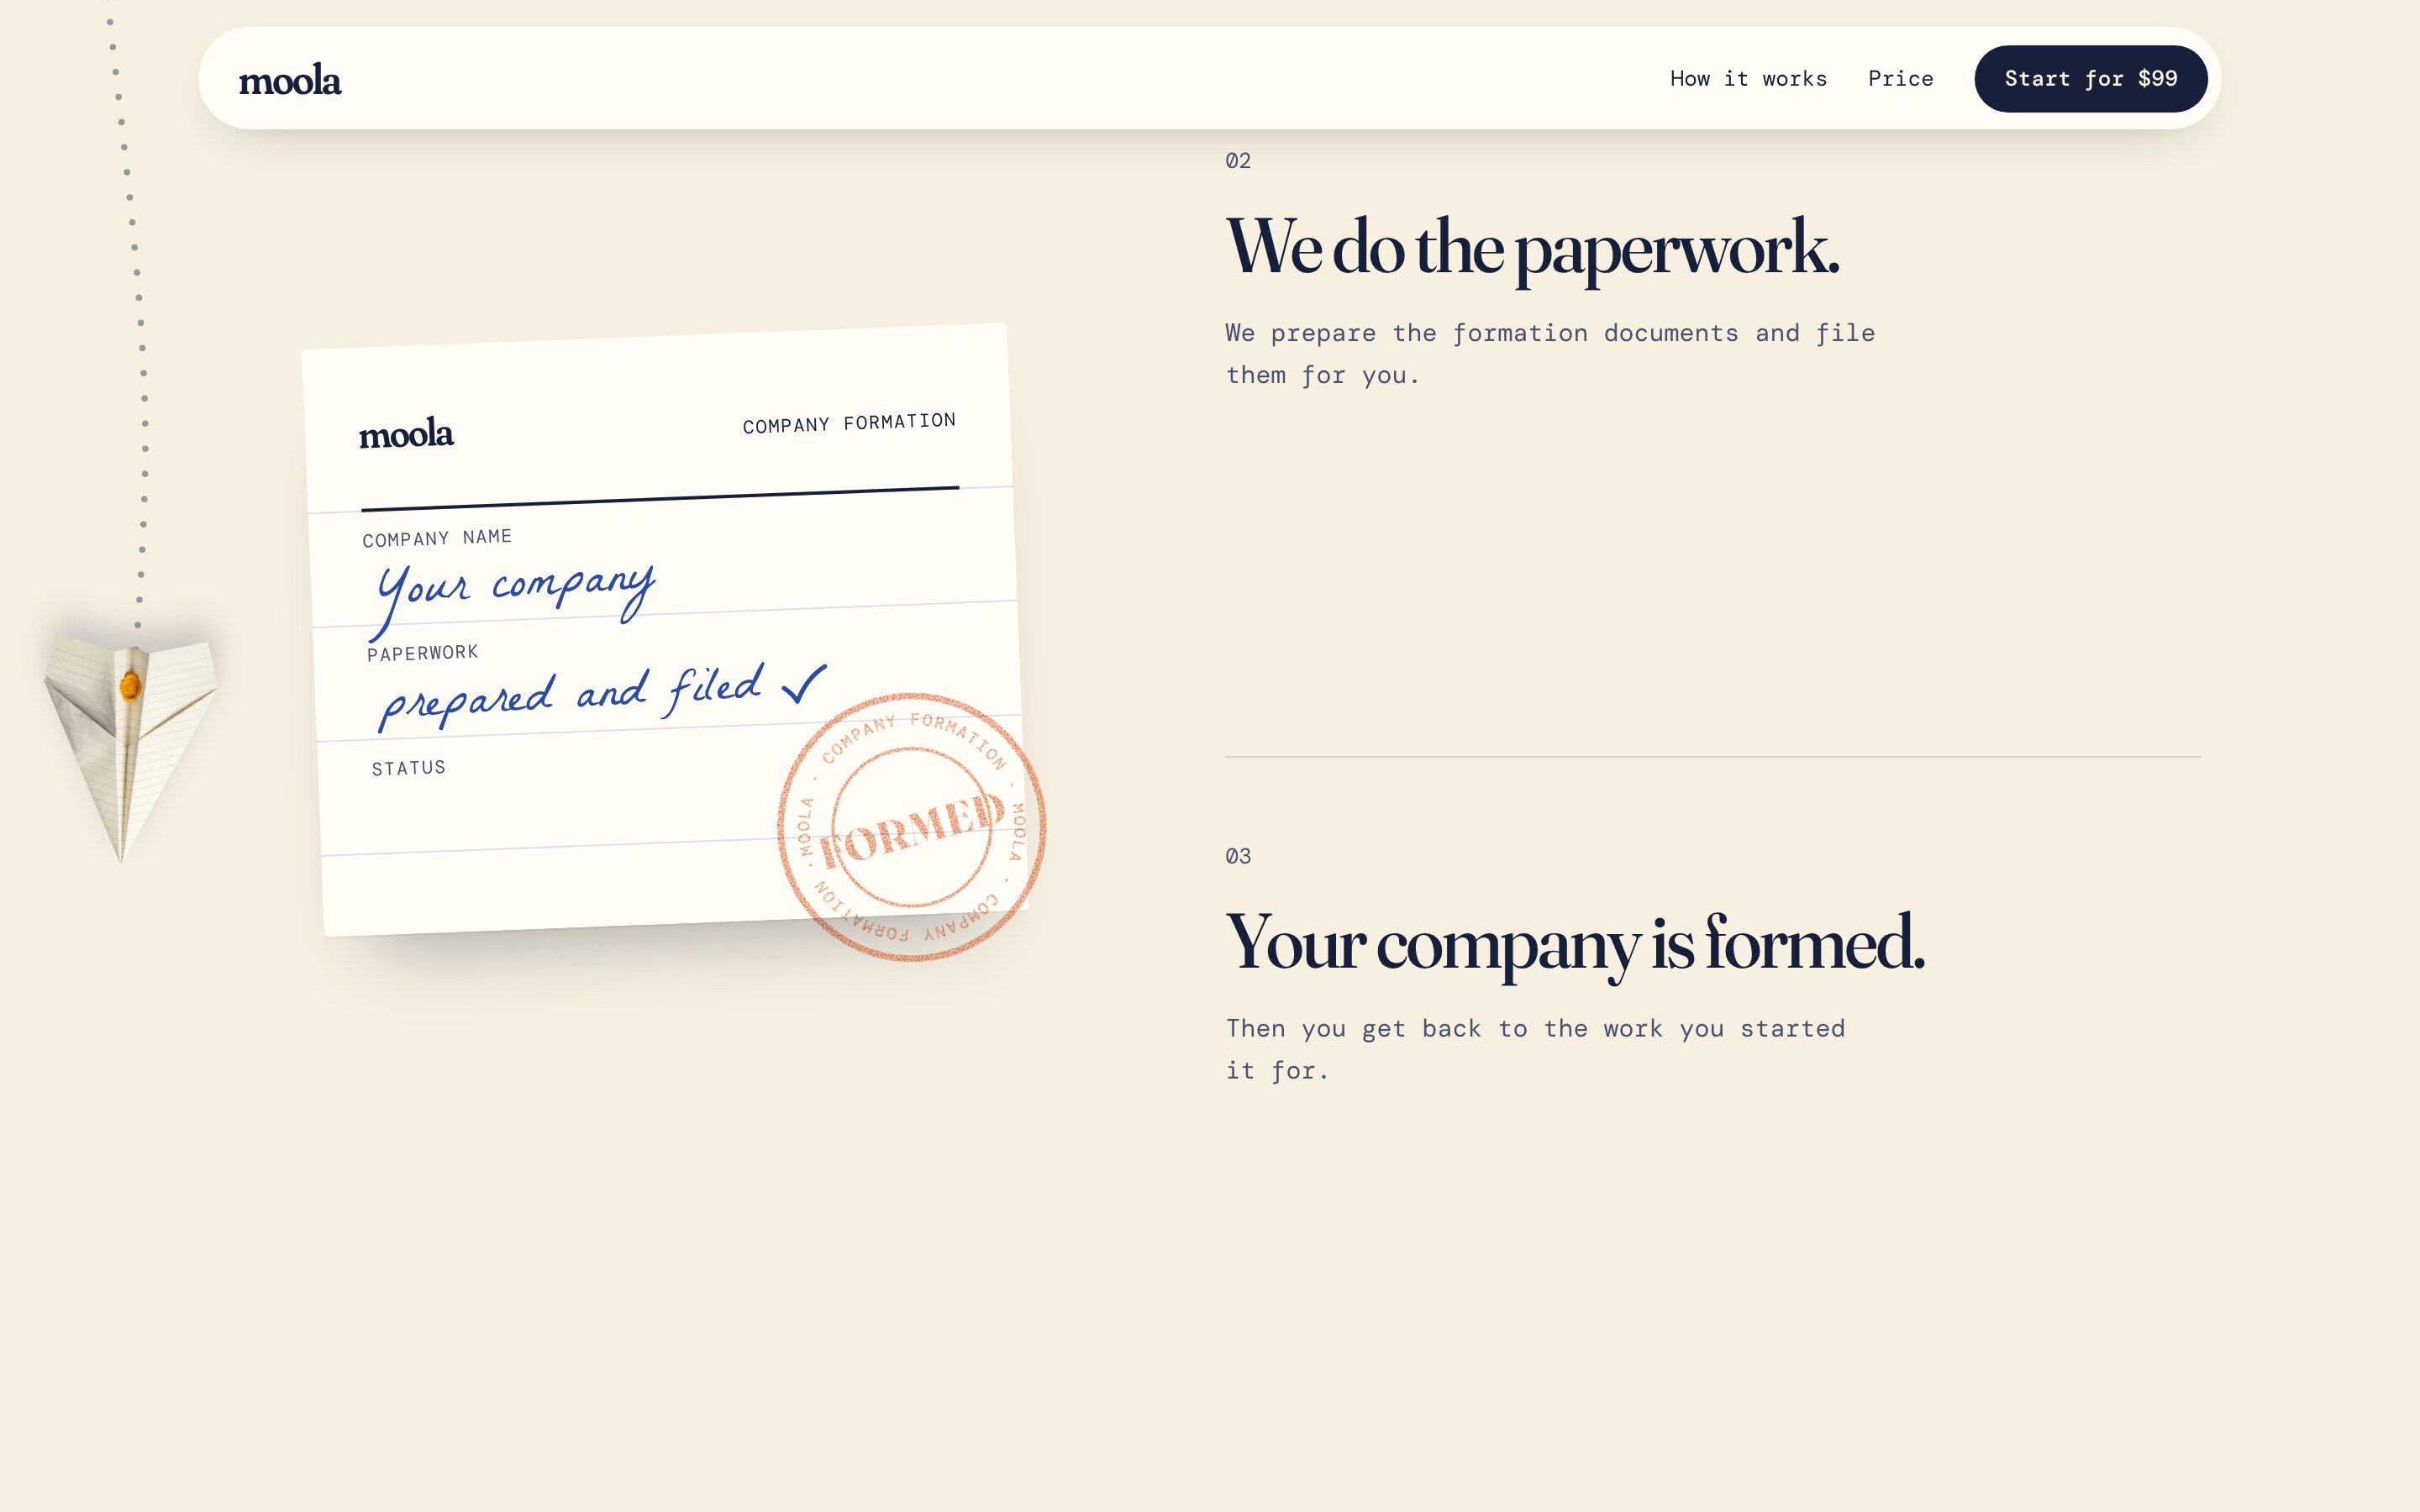 moola
How it works
Price
Start for $99
02
We do the paperwork.
We prepare the formation documents and file
them for you.
moola
COMPANY FORMATION
COMPANY NAME
Your company
PAPERWORK
prepared and filed ✓
STATUS
MOOLA · COMPANY FORMATION · MOOLA · COMPANY FORMATION ·
FORMED
03
Your company is formed.
Then you get back to the work you started
it for.